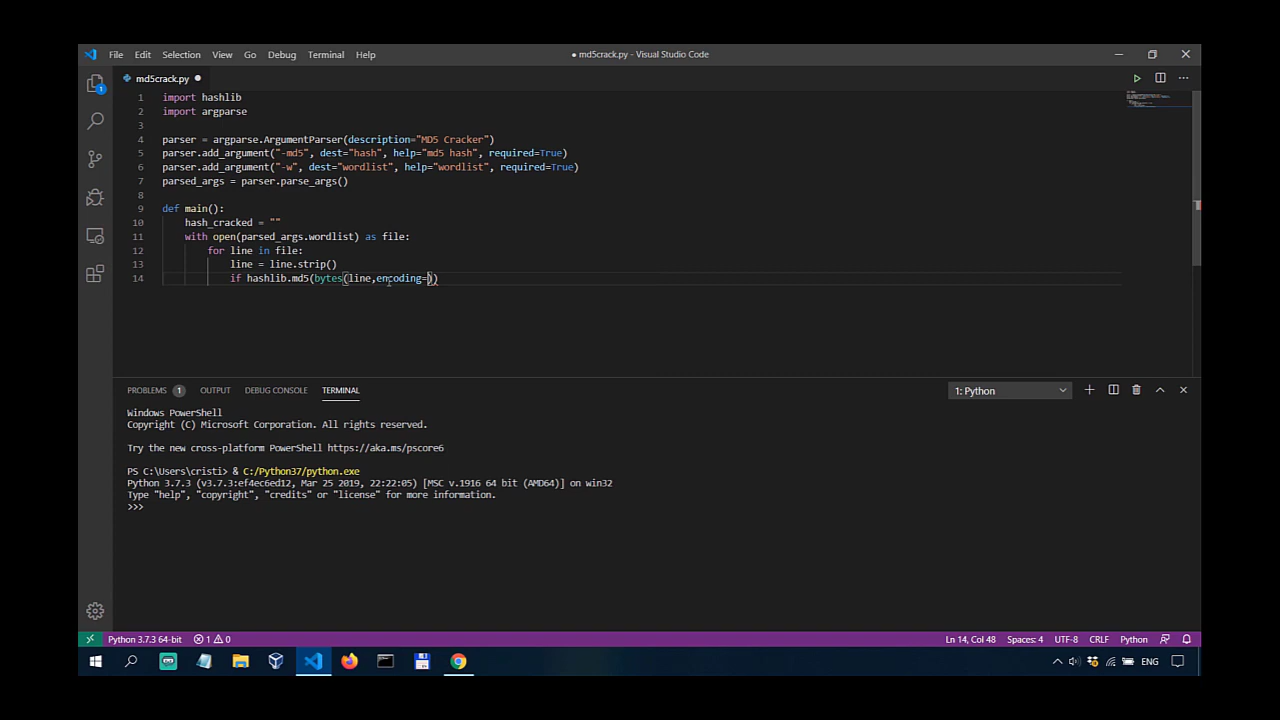 File Edit Selection View Go Debug Terminal Help
● md5crack.py - Visual Studio Code
md5crack.py
1 import hashlib
2 import argparse
3
4 parser = argparse.ArgumentParser(description="MD5 Cracker")
5 parser.add_argument("-md5", dest="hash", help="md5 hash", required=True)
6 parser.add_argument("-w", dest="wordlist", help="wordlist", required=True)
7 parsed_args = parser.parse_args()
8
9 def main():
10 hash_cracked = ""
11 with open(parsed_args.wordlist) as file:
12 for line in file:
13 line = line.strip()
14 if hashlib.md5(bytes(line,encoding=))
PROBLEMS 1 OUTPUT DEBUG CONSOLE TERMINAL 1: Python
Windows PowerShell
Copyright (C) Microsoft Corporation. All rights reserved.
Try the new cross-platform PowerShell https://aka.ms/pscore6
PS C:\Users\cristi> & C:/Python37/python.exe
Python 3.7.3 (v3.7.3:ef4ec6ed12, Mar 25 2019, 22:22:05) [MSC v.1916 64 bit (AMD64)] on win32
Type "help", "copyright", "credits" or "license" for more information.
>>>
Python 3.7.3 64-bit 1 0 Ln 14, Col 48 Spaces: 4 UTF-8 CRLF Python
ENG